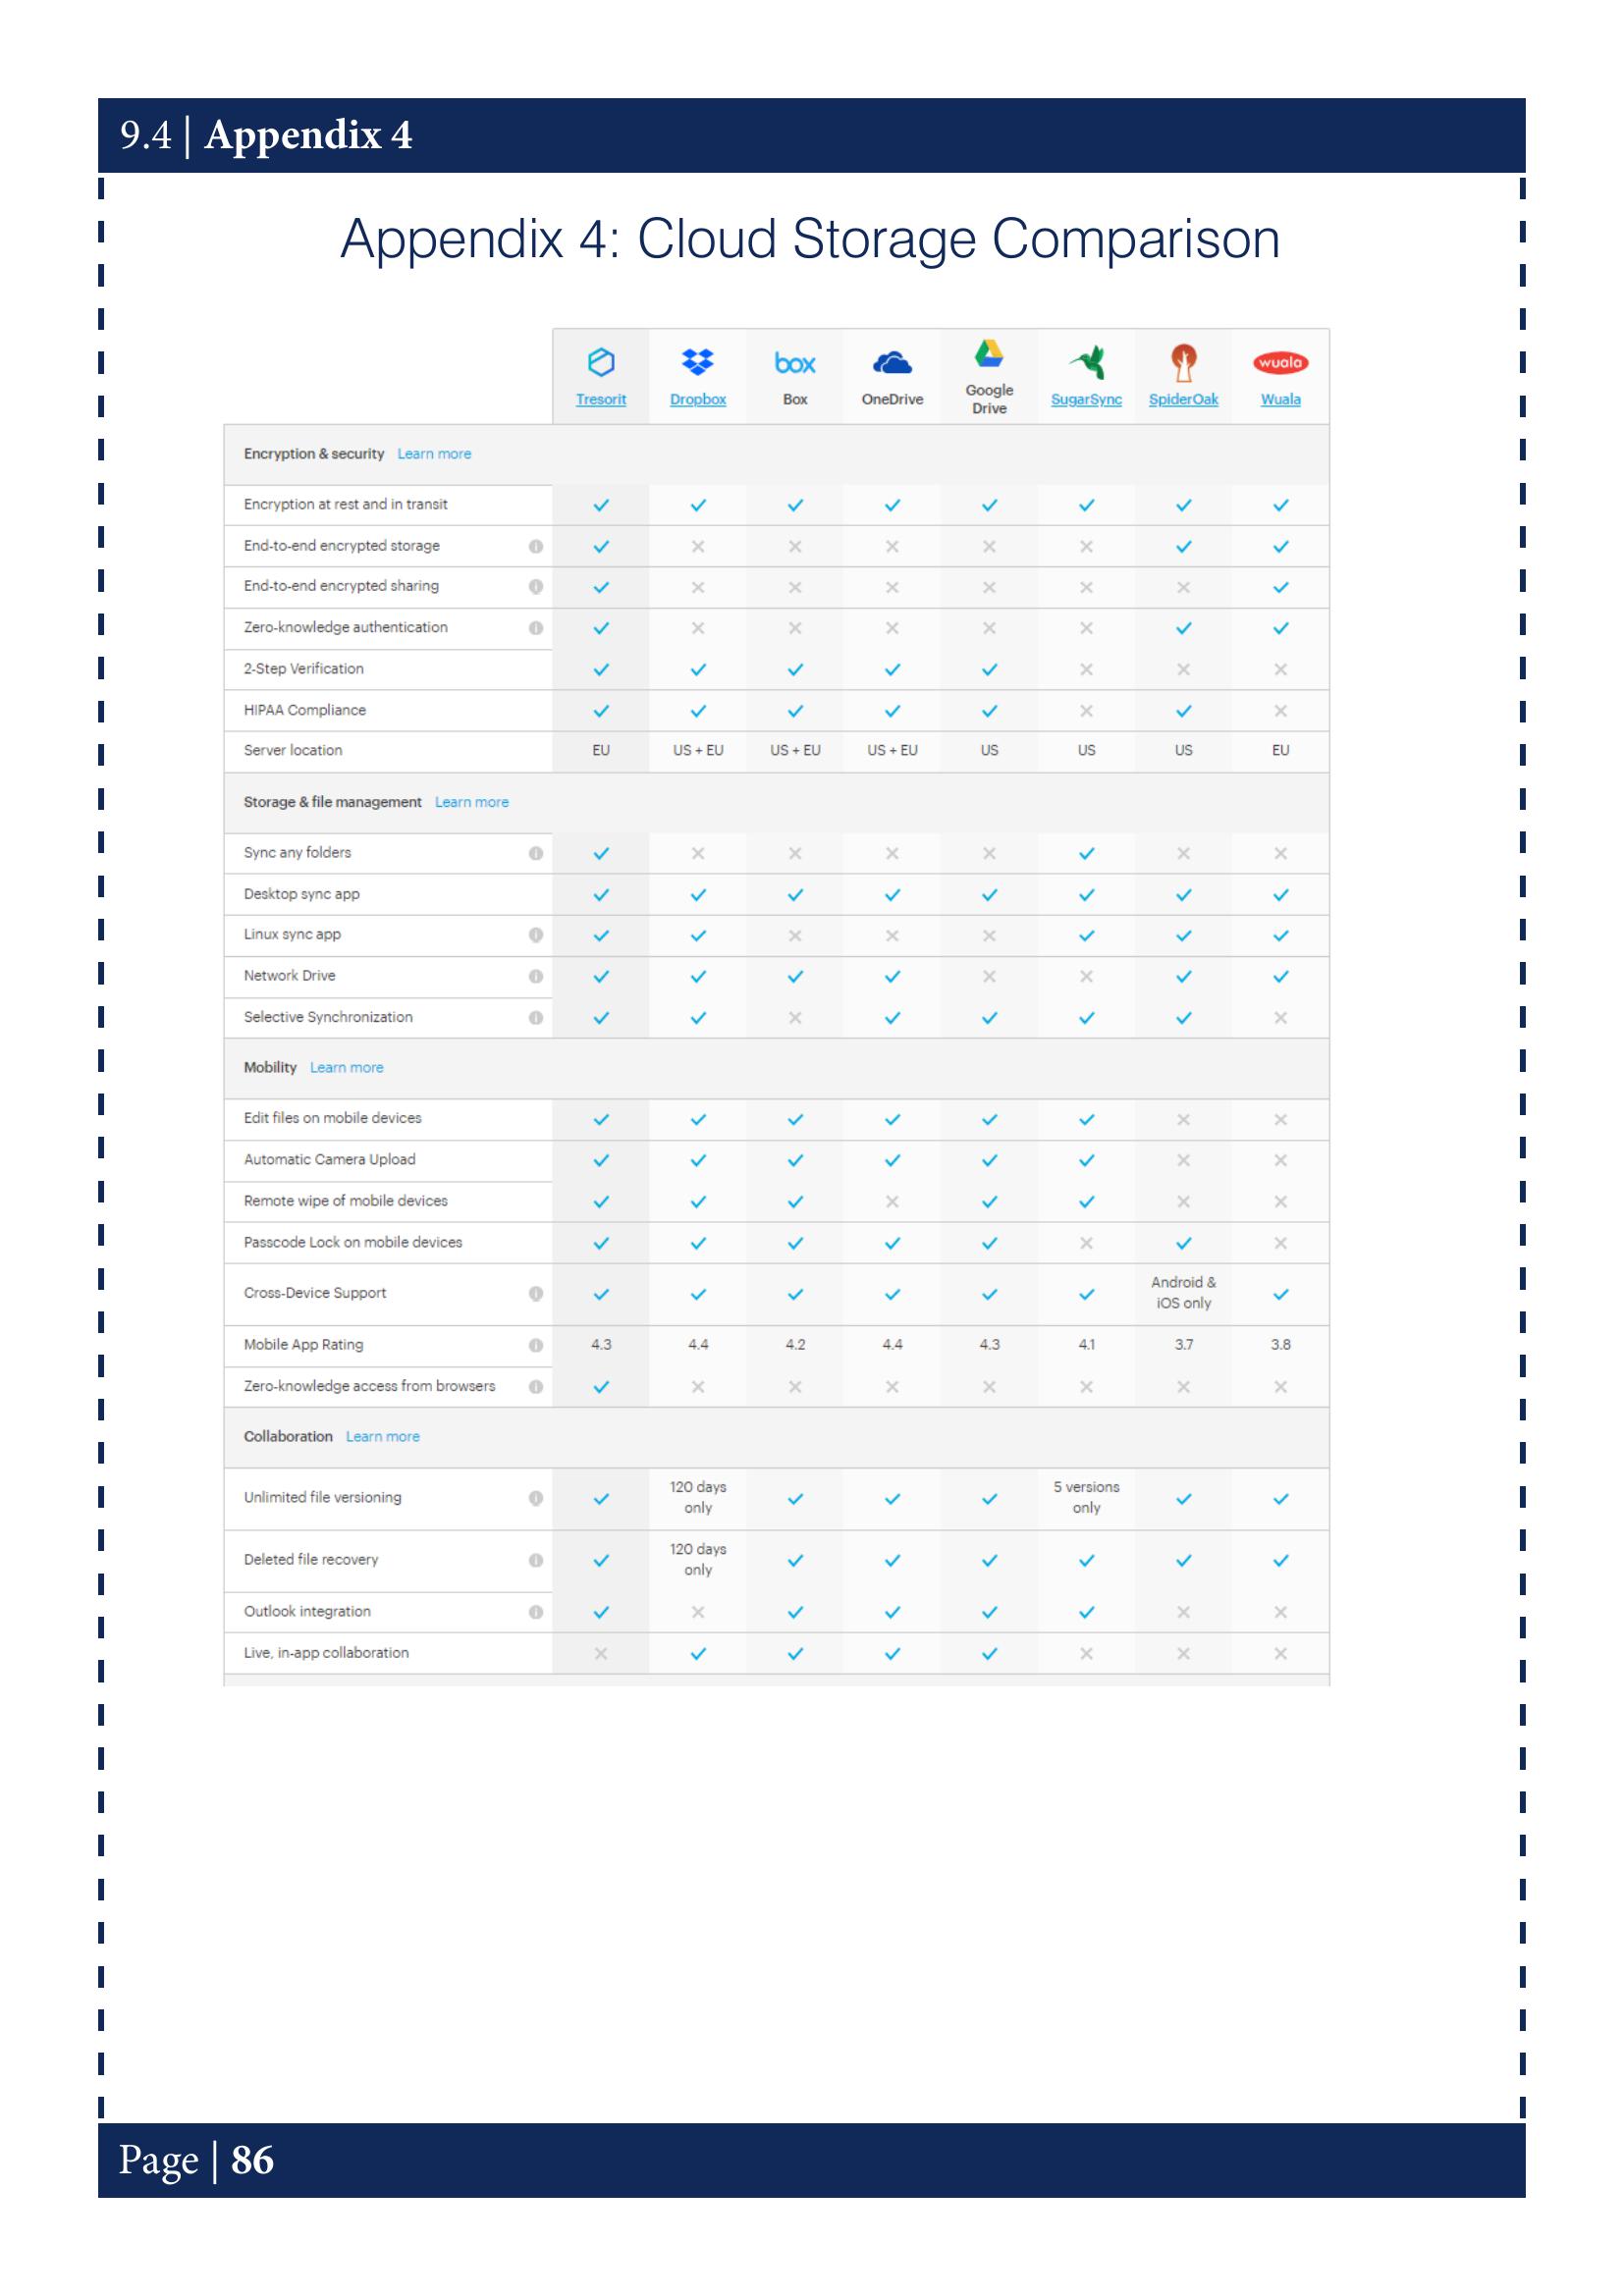 9.4 | Appendix 4
Appendix 4: Cloud Storage Comparison
box
wuala
Tresorit Dropbox Box OneDrive Google Drive SugarSync SpiderOak Wuala
Encryption & security Learn more
Encryption at rest and in transit
End-to-end encrypted storage
End-to-end encrypted sharing
Zero-knowledge authentication
2-Step Verification
HIPAA Compliance
Server location EU US + EU US + EU US + EU US US US EU
Storage & file management Learn more
Sync any folders
Desktop sync app
Linux sync app
Network Drive
Selective Synchronization
Mobility Learn more
Edit files on mobile devices
Automatic Camera Upload
Remote wipe of mobile devices
Passcode Lock on mobile devices
Cross-Device Support Android & iOS only
Mobile App Rating 4.3 4.4 4.2 4.4 4.3 4.1 3.7 3.8
Zero-knowledge access from browsers
Collaboration Learn more
Unlimited file versioning 120 days only 5 versions only
Deleted file recovery 120 days only
Outlook integration
Live, in-app collaboration
Page | 86